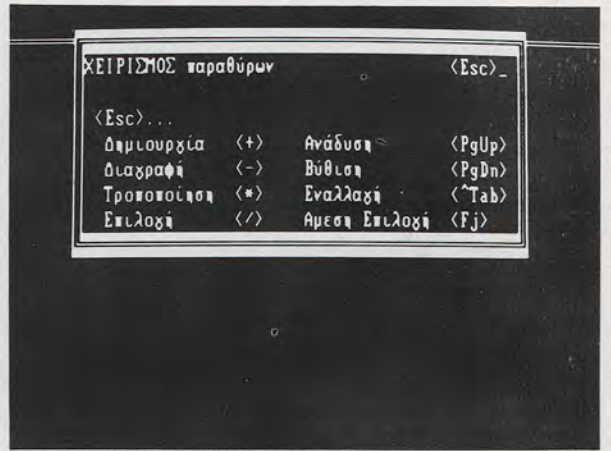 ΧΕΙΡΙΣΜΟΣ παραθύρων <Esc>_
<Esc>...
Δημιουργία <+> Ανάδυση <PgUp>
Διαγραφή <-> Βύθιση <PgDn>
Τροποποίηση <*> Εναλλαγή <^Tab>
Επιλογή </> Αμεση Επιλογή <Fj>